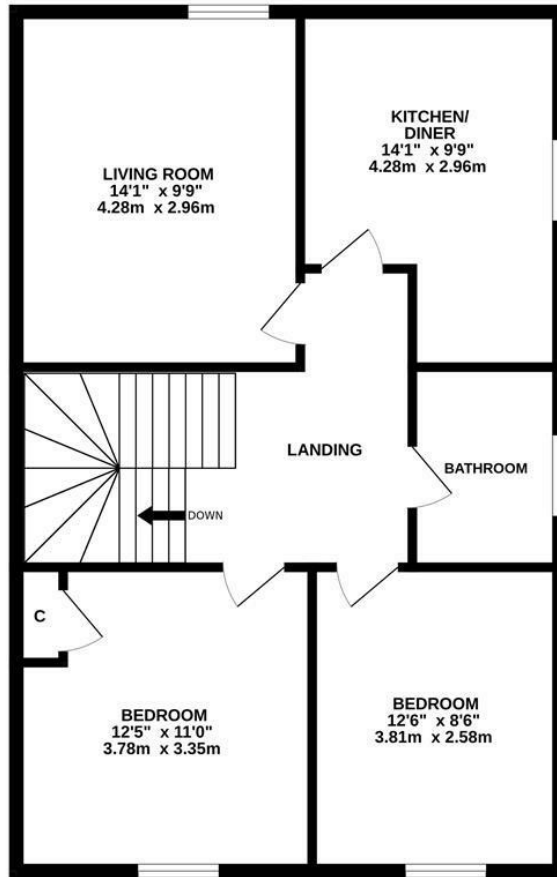 LIVING ROOM
14'1" x 9'9"
4.28m x 2.96m
KITCHEN/
DINER
14'1" x 9'9"
4.28m x 2.96m
LANDING
BATHROOM
DOWN
C
BEDROOM
12'5" x 11'0"
3.78m x 3.35m
BEDROOM
12'6" x 8'6"
3.81m x 2.58m